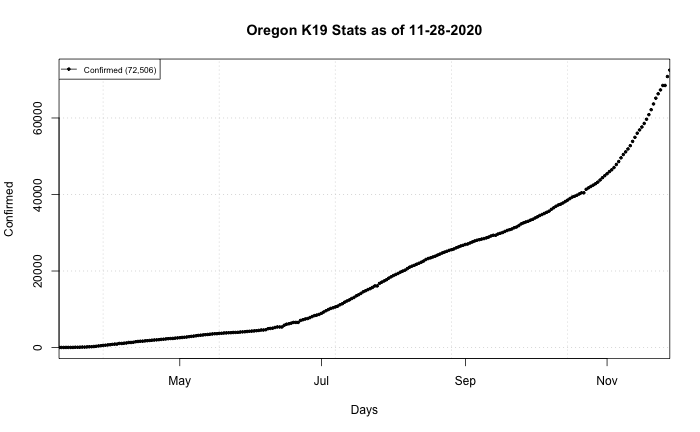 Oregon K19 Stats as of 11-28-2020
Confirmed (72,506)
Confirmed
60000
40000
20000
0
May Jul Sep Nov
Days